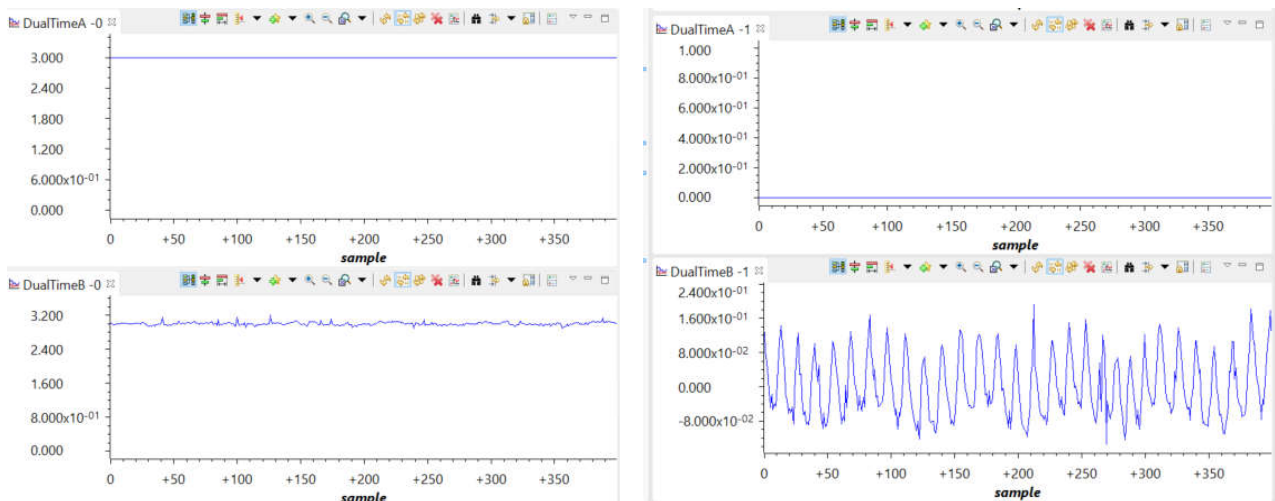 DualTimeA -0
3.000
2.400
1.800
1.200
6.000x10-01
0.000
0 +50 +100 +150 +200 +250 +300 +350
sample
DualTimeB -0
3.200
2.400
1.600
8.000x10-01
0.000
0 +50 +100 +150 +200 +250 +300 +350
sample
DualTimeA -1
1.000
8.000x10-01
6.000x10-01
4.000x10-01
2.000x10-01
0.000
0 +50 +100 +150 +200 +250 +300 +350
sample
DualTimeB -1
2.400x10-01
1.600x10-01
8.000x10-02
0.000
-8.000x10-02
0 +50 +100 +150 +200 +250 +300 +350
sample